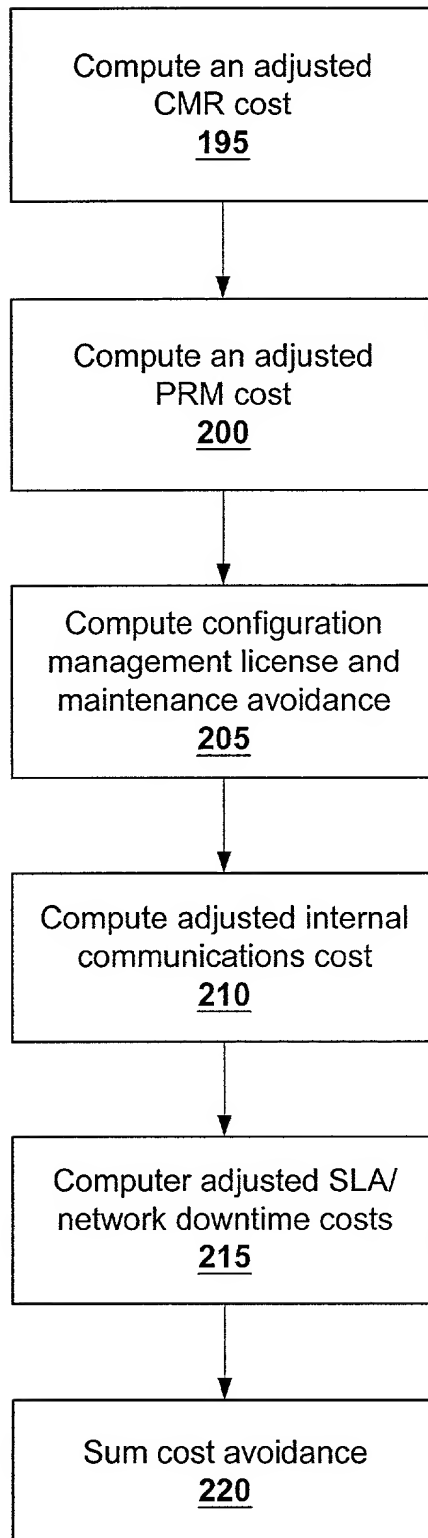 Compute an adjusted
CMR cost
195
Compute an adjusted
PRM cost
200
Compute configuration
management license and
maintenance avoidance
205
Compute adjusted internal
communications cost
210
Computer adjusted SLA/
network downtime costs
215
Sum cost avoidance
220